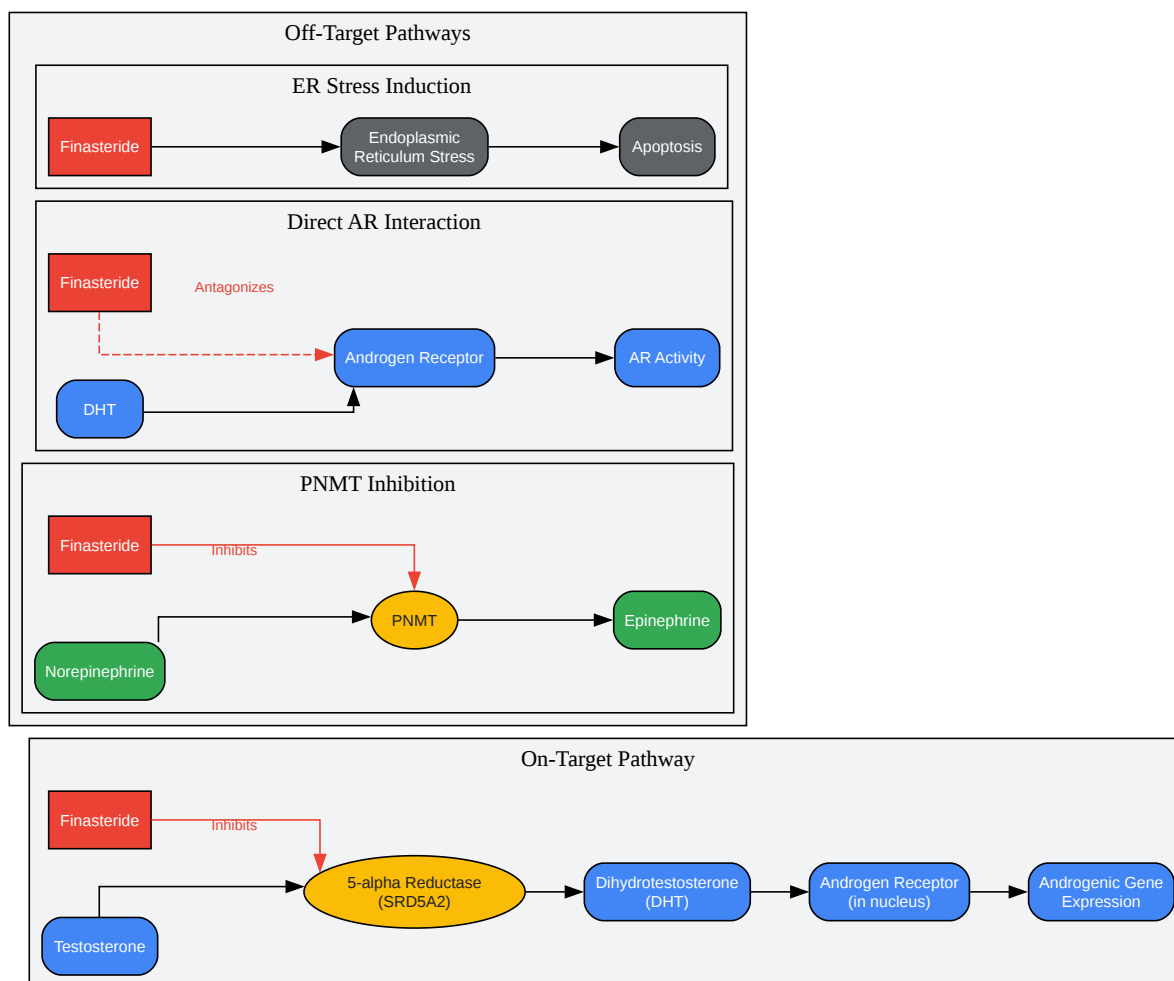 Off-Target Pathways
ER Stress Induction
Finasteride
Endoplasmic
Reticulum Stress
Apoptosis
Direct AR Interaction
Finasteride
Antagonizes
Androgen Receptor
AR Activity
DHT
PNMT Inhibition
Finasteride
Inhibits
PNMT
Epinephrine
Norepinephrine
On-Target Pathway
Finasteride
Inhibits
5-alpha Reductase
(SRD5A2)
Dihydrotestosterone
(DHT)
Androgen Receptor
(in nucleus)
Androgenic Gene
Expression
Testosterone